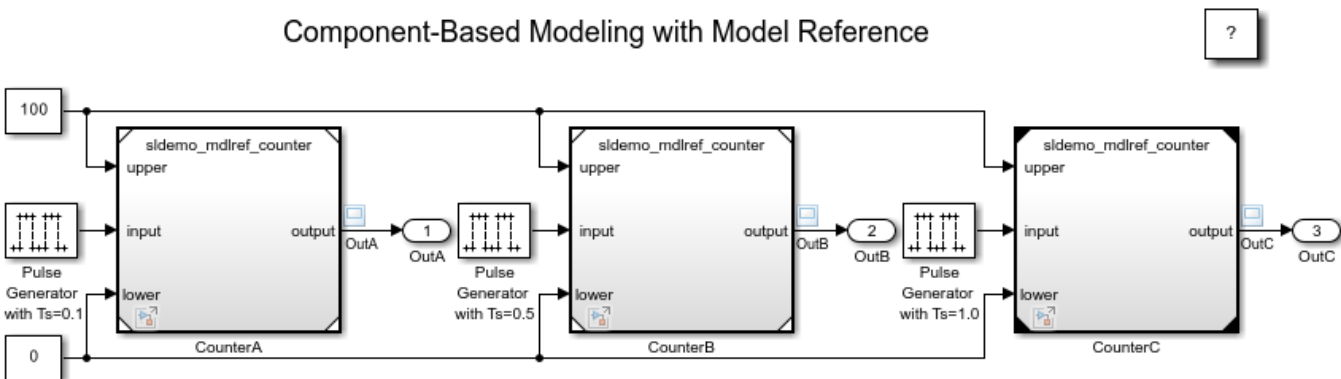 Component-Based Modeling with Model Reference
?
100
sldemo_mdlref_counter
upper
input
output
lower
CounterA
Pulse
Generator
with Ts=0.1
OutA
1
OutA
sldemo_mdlref_counter
upper
input
output
lower
CounterB
Pulse
Generator
with Ts=0.5
OutB
2
OutB
sldemo_mdlref_counter
upper
input
output
lower
CounterC
Pulse
Generator
with Ts=1.0
OutC
3
OutC
0